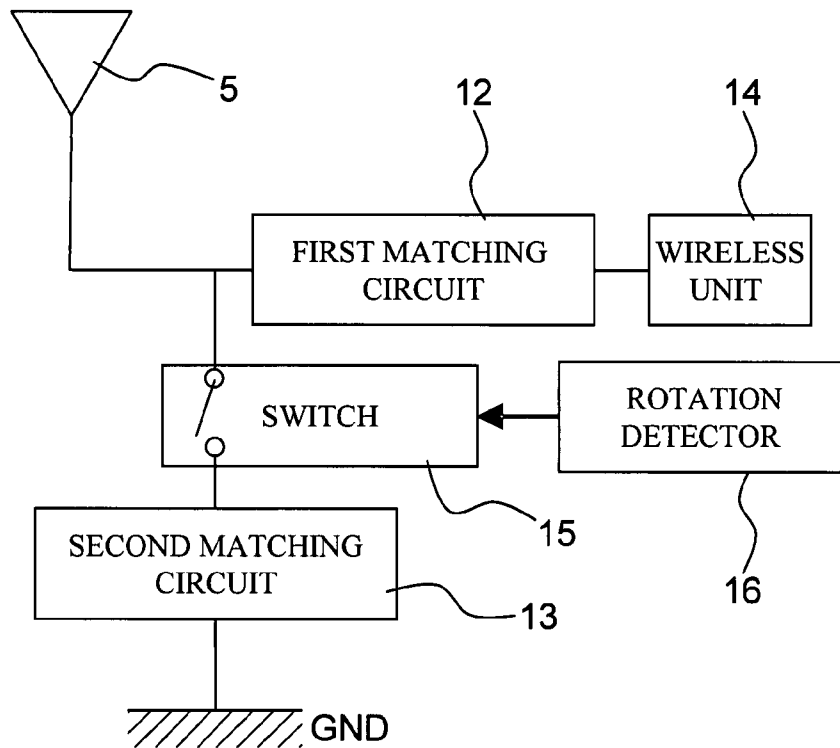 5
12
14
FIRST MATCHING
CIRCUIT
WIRELESS
UNIT
SWITCH
ROTATION
DETECTOR
15
16
SECOND MATCHING
CIRCUIT
13
GND